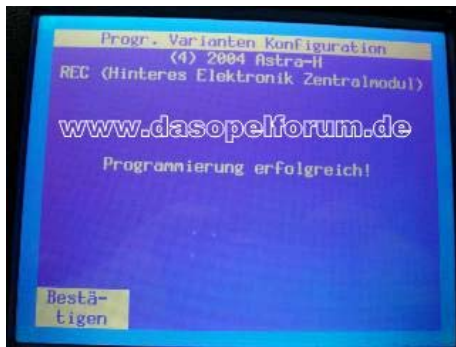 Progr. Varianten Konfiguration
(4) 2004 Astra-H
REC (Hinteres Elektronik Zentralmodul)
www.dasopelforum.de
Programmierung erfolgreich!
Bestä-
tigen